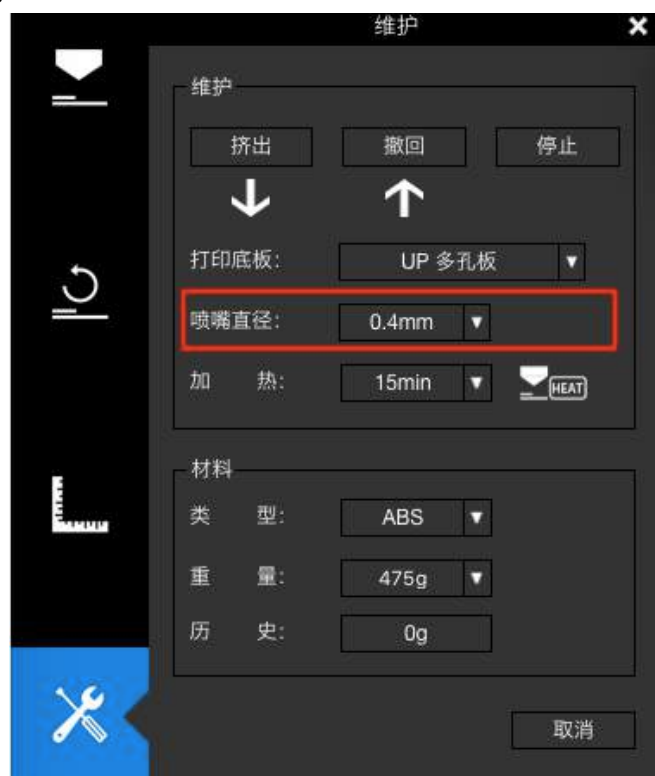 维护
维护
挤出 撤回 停止
打印底板: UP 多孔板
喷嘴直径: 0.4mm
加 热: 15min HEAT
材料
类 型: ABS
重 量: 475g
历 史: 0g
取消